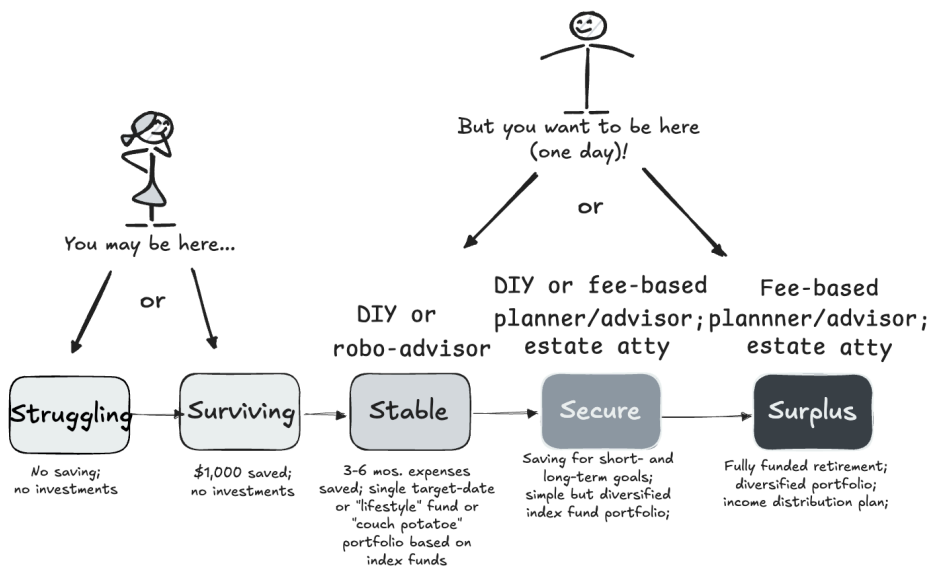 But you want to be here
(one day)!
or
You may be here...
or
DIY or
robo-advisor
DIY or fee-based
planner/advisor;
estate atty
Fee-based
plannner/advisor;
estate atty
Struggling
Surviving
Stable
Secure
Surplus
No saving;
no investments
$1,000 saved;
no investments
3-6 mos. expenses
saved; single target-date
or "lifestyle" fund or
"couch potatoe"
portfolio based on
index funds
Saving for short- and
long-term goals;
simple but diversified
index fund portfolio;
Fully funded retirement;
diversified portfolio;
income distribution plan;